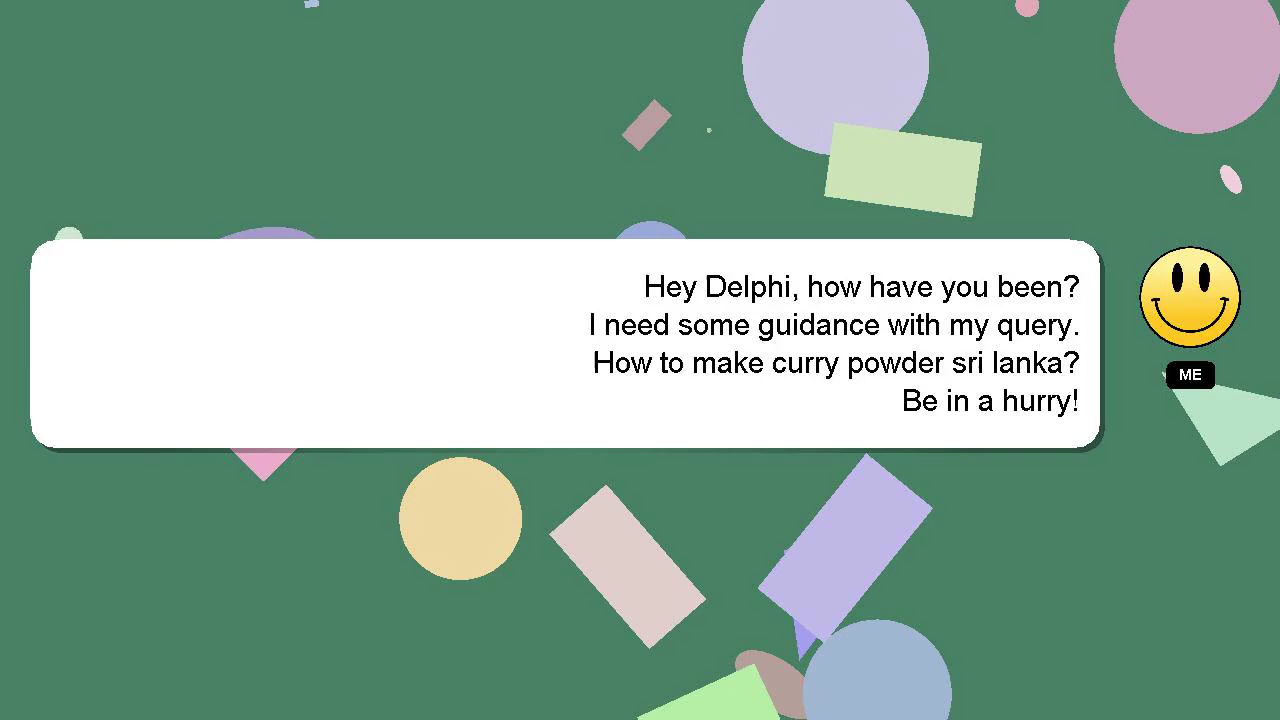 Hey Delphi, how have you been?
I need some guidance with my query.
How to make curry powder sri lanka?
Be in a hurry!
ME